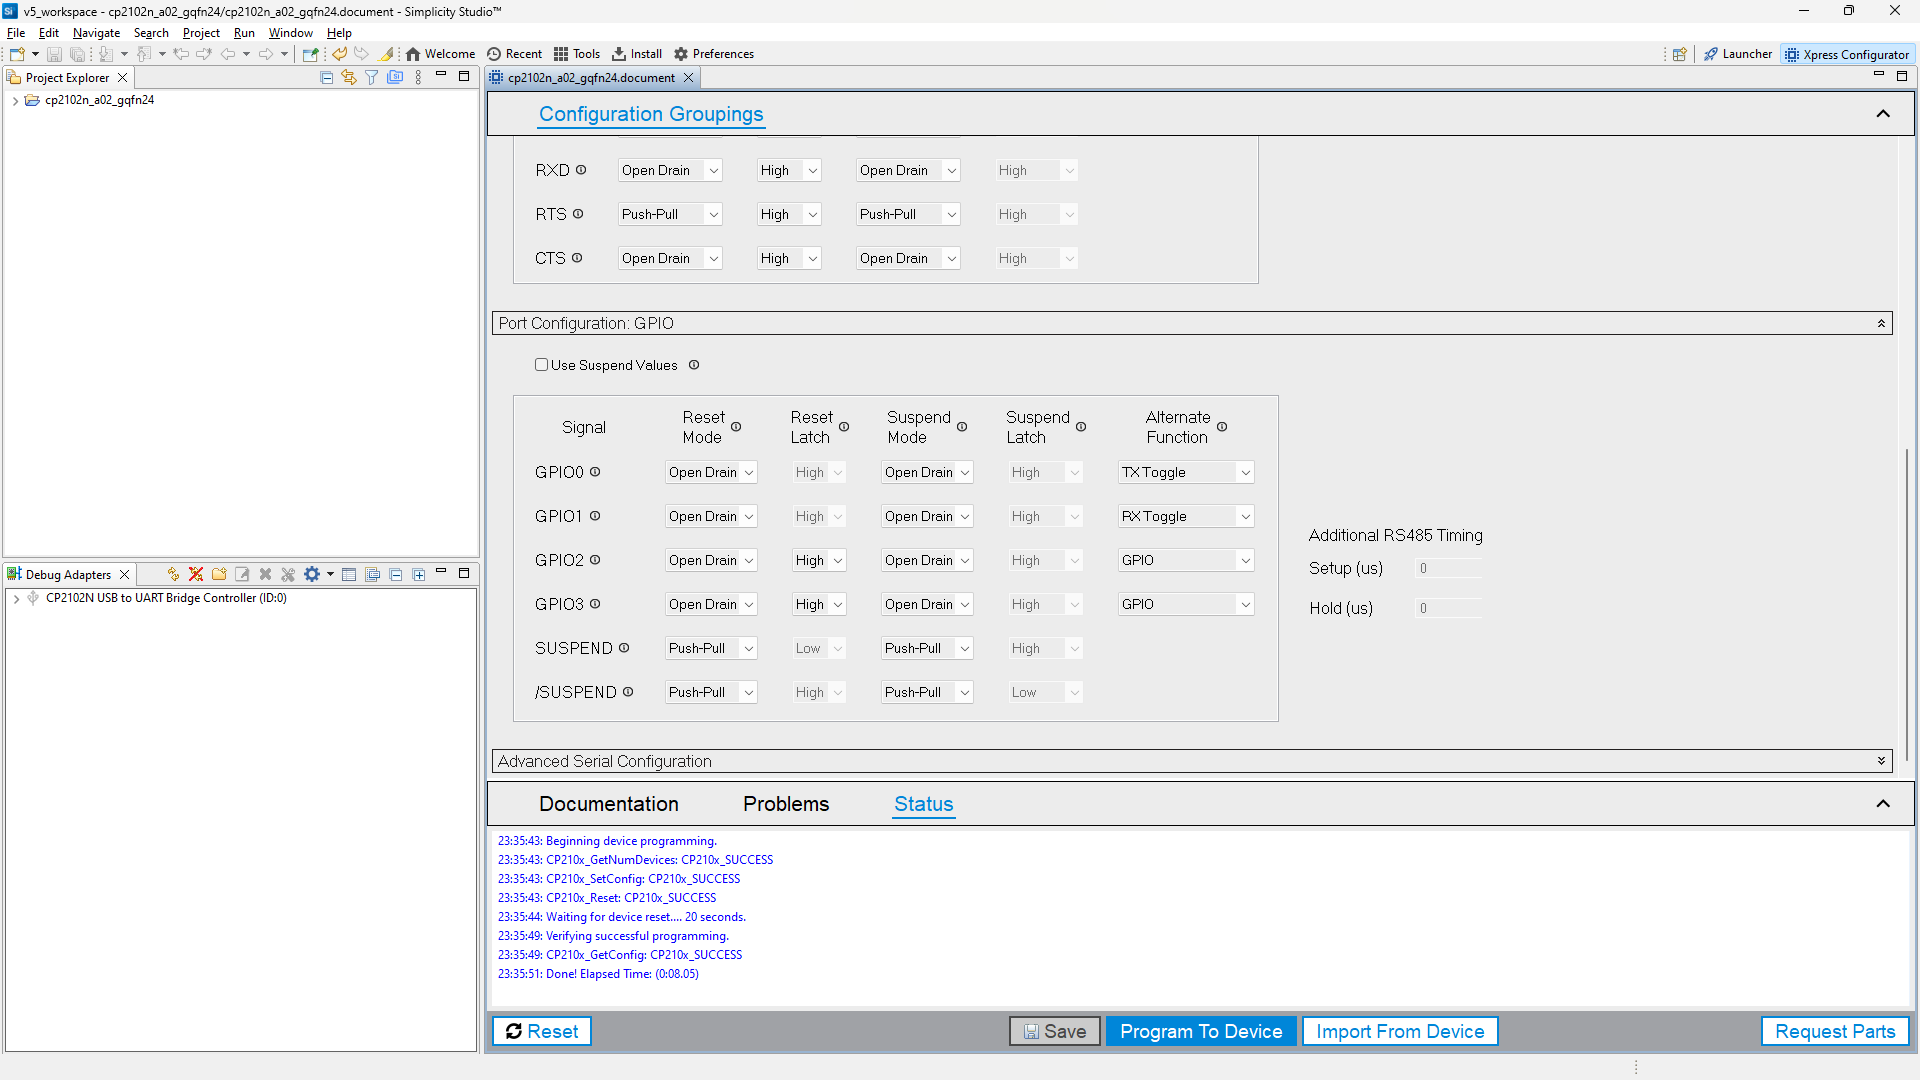 v5_workspace - cp2102n_a02_gqfn24/cp2102n_a02_gqfn24.document - Simplicity Studio™
File Edit Navigate Search Project Run Window Help
Welcome Recent Tools Install Preferences Launcher Xpress Configurator
Project Explorer
cp2102n_a02_gqfn24
cp2102n_a02_gqfn24.document
Configuration Groupings
RXD Open Drain High Open Drain High
RTS Push-Pull High Push-Pull High
CTS Open Drain High Open Drain High
Port Configuration: GPIO
Use Suspend Values
Signal Reset Mode Reset Latch Suspend Mode Suspend Latch Alternate Function
GPIO0 Open Drain High Open Drain High TX Toggle
GPIO1 Open Drain High Open Drain High RX Toggle
GPIO2 Open Drain High Open Drain High GPIO
GPIO3 Open Drain High Open Drain High GPIO
SUSPEND Push-Pull Low Push-Pull High
/SUSPEND Push-Pull High Push-Pull Low
Additional RS485 Timing
Setup (us) 0
Hold (us) 0
Advanced Serial Configuration
Debug Adapters
CP2102N USB to UART Bridge Controller (ID:0)
Documentation Problems Status
23:35:43: Beginning device programming.
23:35:43: CP210x_GetNumDevices: CP210x_SUCCESS
23:35:43: CP210x_SetConfig: CP210x_SUCCESS
23:35:43: CP210x_Reset: CP210x_SUCCESS
23:35:44: Waiting for device reset.... 20 seconds.
23:35:49: Verifying successful programming.
23:35:49: CP210x_GetConfig: CP210x_SUCCESS
23:35:51: Done! Elapsed Time: (0:08.05)
Reset Save Program To Device Import From Device Request Parts